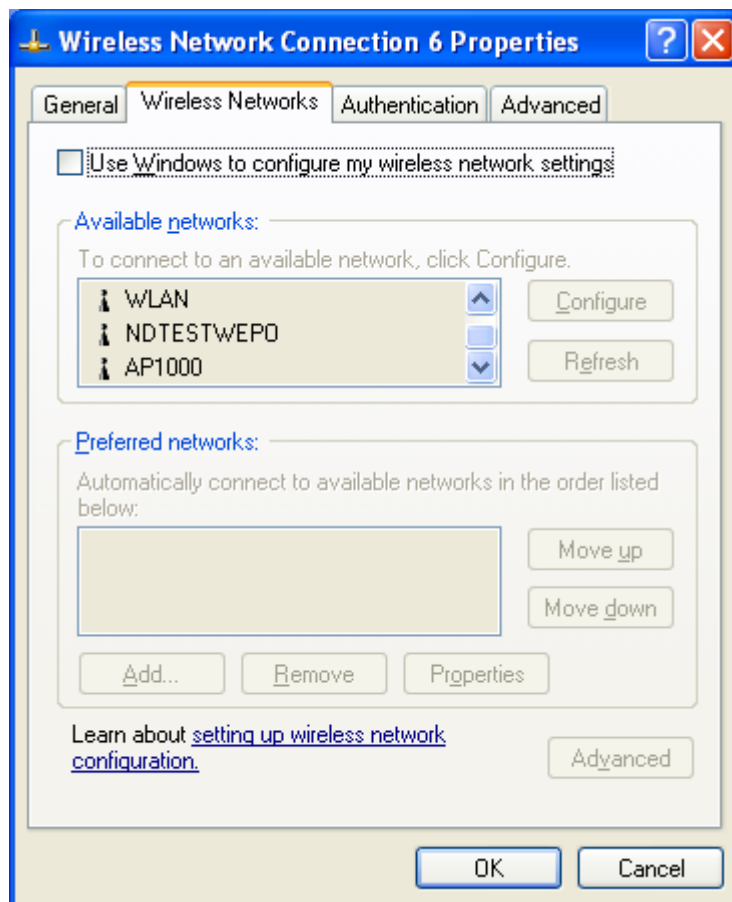 Wireless Network Connection 6 Properties
General Wireless Networks Authentication Advanced
Use Windows to configure my wireless network settings
Available networks:
To connect to an available network, click Configure.
WLAN
Configure
NDTESTWEP0
AP1000
Refresh
Preferred networks:
Automatically connect to available networks in the order listed
below:
Move up
Move down
Add... Remove Properties
Learn about setting up wireless network
configuration.
Advanced
OK Cancel